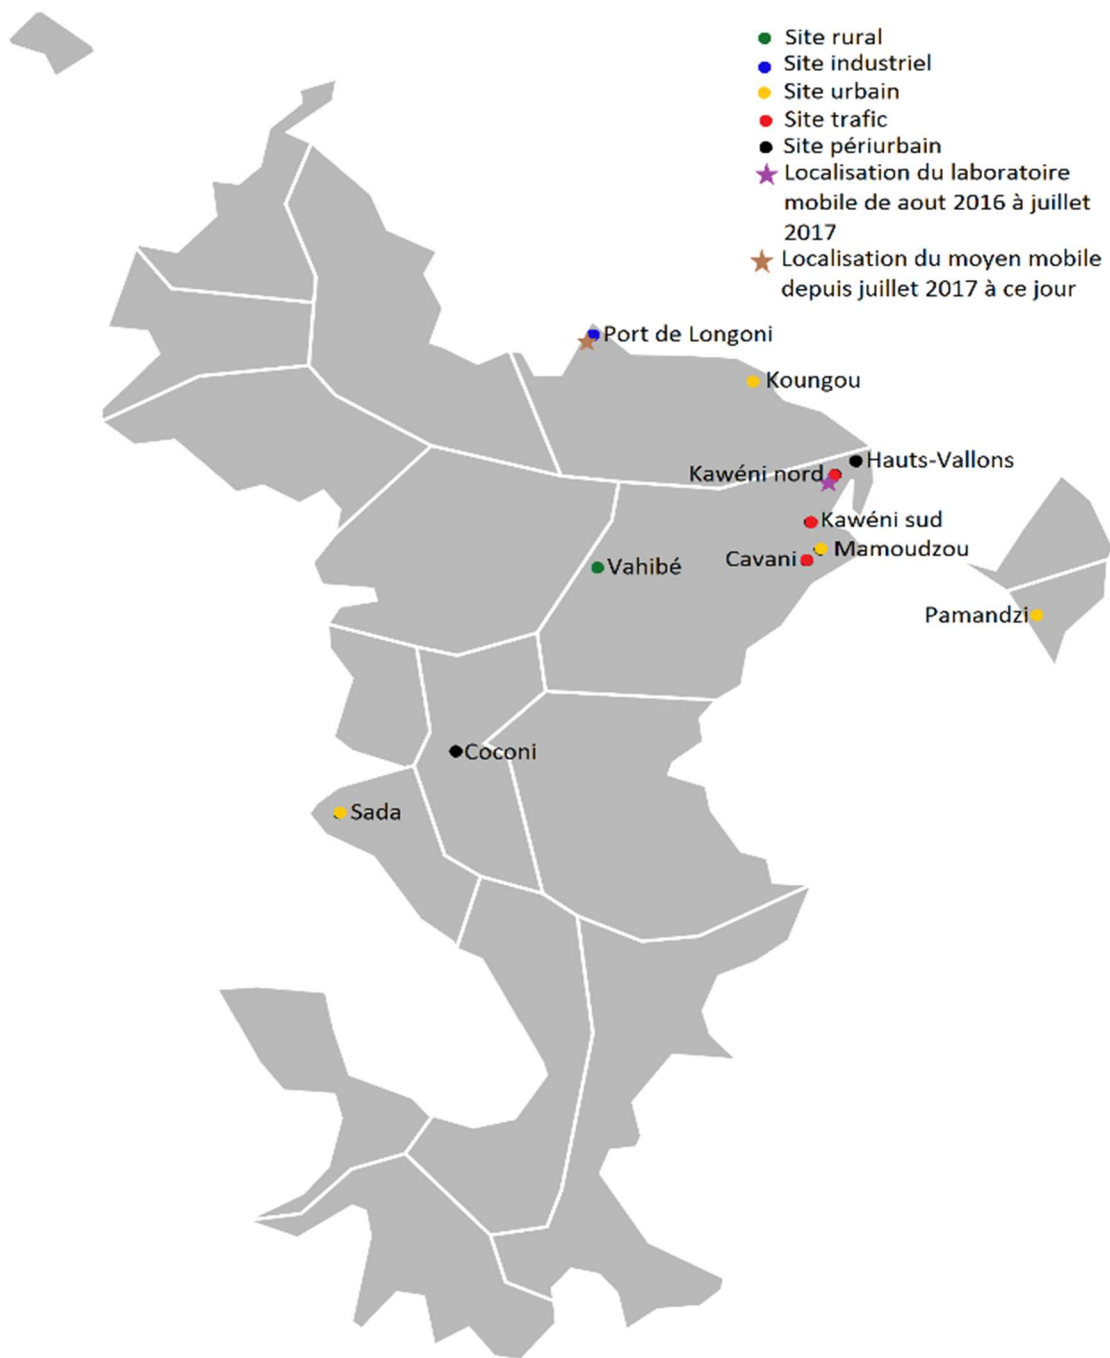 Site rural
Site industriel
Site urbain
Site trafic
Site périurbain
Localisation du laboratoire
mobile de aout 2016 à juillet
2017
Localisation du moyen mobile
depuis juillet 2017 à ce jour
Port de Longoni
Koungou
Hauts-Vallons
Kawéni nord
Kawéni sud
Mamoudzou
Cavani
Vahibé
Pamandzi
Coconi
Sada